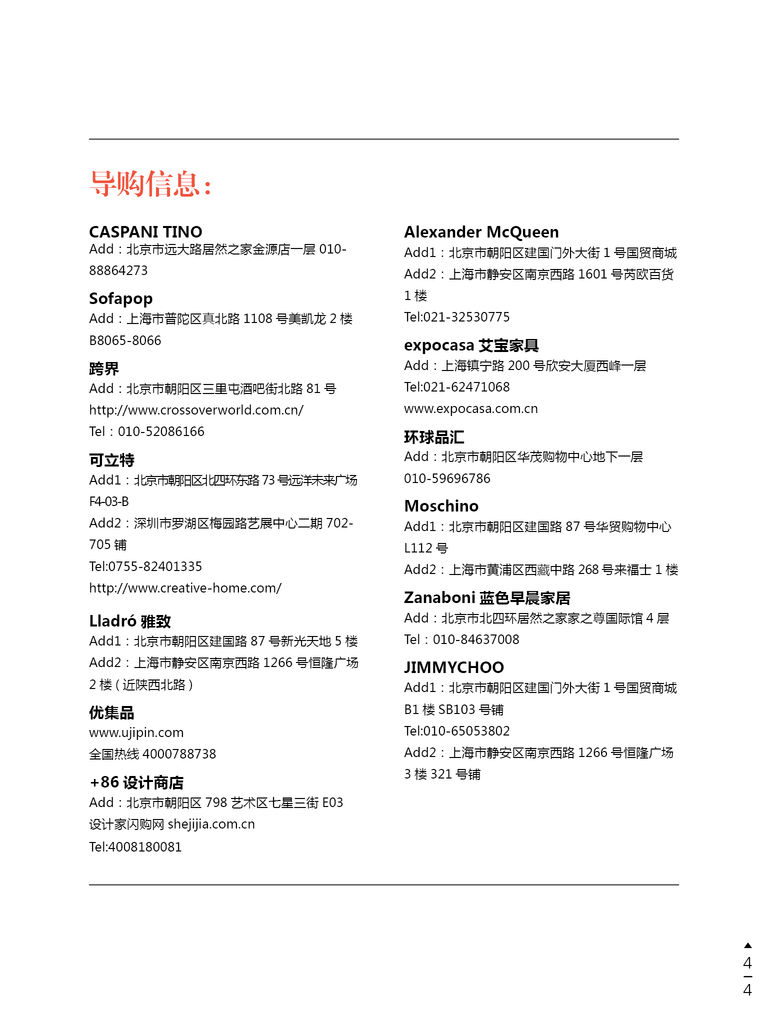 导购信息：
CASPANI TINO
Add：北京市远大路居然之家金源店一层 010-
88864273
Sofapop
Add：上海市普陀区真北路 1108 号美凯龙 2 楼
B8065-8066
跨界
Add：北京市朝阳区三里屯酒吧街北路 81 号
http://www.crossoverworld.com.cn/
Tel：010-52086166
可立特
Add1：北京市朝阳区北四环东路 73 号远洋未来广场
F4-03-B
Add2：深圳市罗湖区梅园路艺展中心二期 702-
705 铺
Tel:0755-82401335
http://www.creative-home.com/
Lladró 雅致
Add1：北京市朝阳区建国路 87 号新光天地 5 楼
Add2：上海市静安区南京西路 1266 号恒隆广场
2 楼 ( 近陕西北路 )
优集品
www.ujipin.com
全国热线 4000788738
+86 设计商店
Add：北京市朝阳区 798 艺术区七星三街 E03
设计家闪购网 shejijia.com.cn
Tel:4008180081
Alexander McQueen
Add1：北京市朝阳区建国门外大街 1 号国贸商城
Add2：上海市静安区南京西路 1601 号芮欧百货
1 楼
Tel:021-32530775
expocasa 艾宝家具
Add：上海镇宁路 200 号欣安大厦西峰一层
Tel:021-62471068
www.expocasa.com.cn
环球品汇
Add：北京市朝阳区华茂购物中心地下一层
010-59696786
Moschino
Add1：北京市朝阳区建国路 87 号华贸购物中心
L112 号
Add2：上海市黄浦区西藏中路 268 号来福士 1 楼
Zanaboni 蓝色早晨家居
Add：北京市北四环居然之家家之尊国际馆 4 层
Tel：010-84637008
JIMMYCHOO
Add1：北京市朝阳区建国门外大街 1 号国贸商城
B1 楼 SB103 号铺
Tel:010-65053802
Add2：上海市静安区南京西路 1266 号恒隆广场
3 楼 321 号铺
4
4